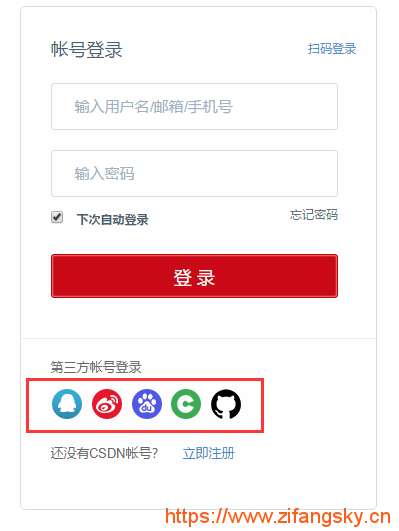 帐号登录
扫码登录
输入用户名/邮箱/手机号
输入密码
下次自动登录
忘记密码
登录
第三方帐号登录
du
还没有CSDN帐号?
立即注册
https://www.zifangsky.cn